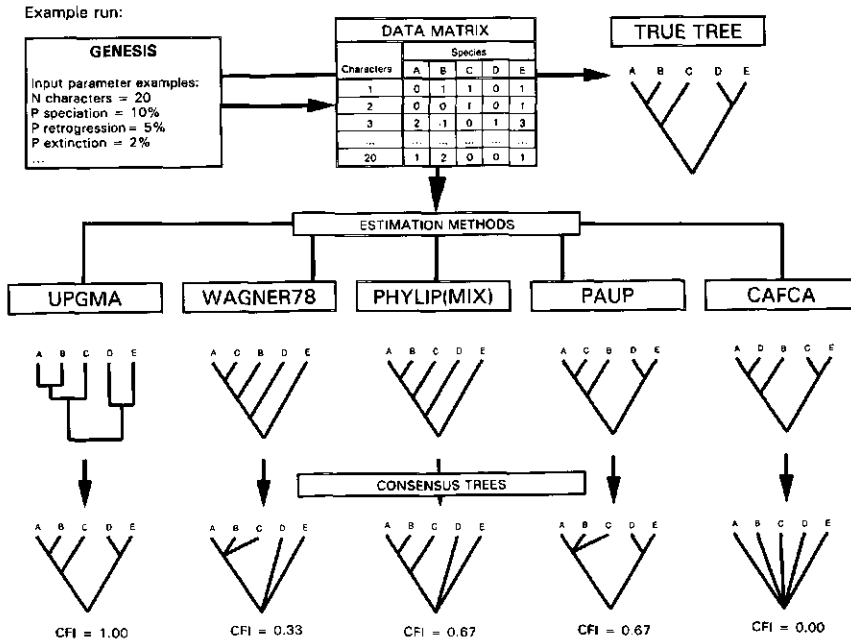 Example run:
GENESIS
Input parameter examples:
N characters = 20
P speciation = 10%
P retrogression = 5%
P extinction = 2%
...
DATA MATRIX
Characters Species
A B C D E
1 0 1 1 0 1
2 0 0 1 0 1
3 2 -1 0 1 3
... ... ... ... ... ...
20 1 2 0 0 1
TRUE TREE
A B C D E
ESTIMATION METHODS
UPGMA WAGNER78 PHYLIP(MIX) PAUP CAFCA
A B C D E A C B D E A B C D E A C B D E A D B C E
CONSENSUS TREES
A B C D E A B C D E A B C D E A B C D E A B C D E
CFI = 1.00 CFI = 0.33 CFI = 0.67 CFI = 0.67 CFI = 0.00